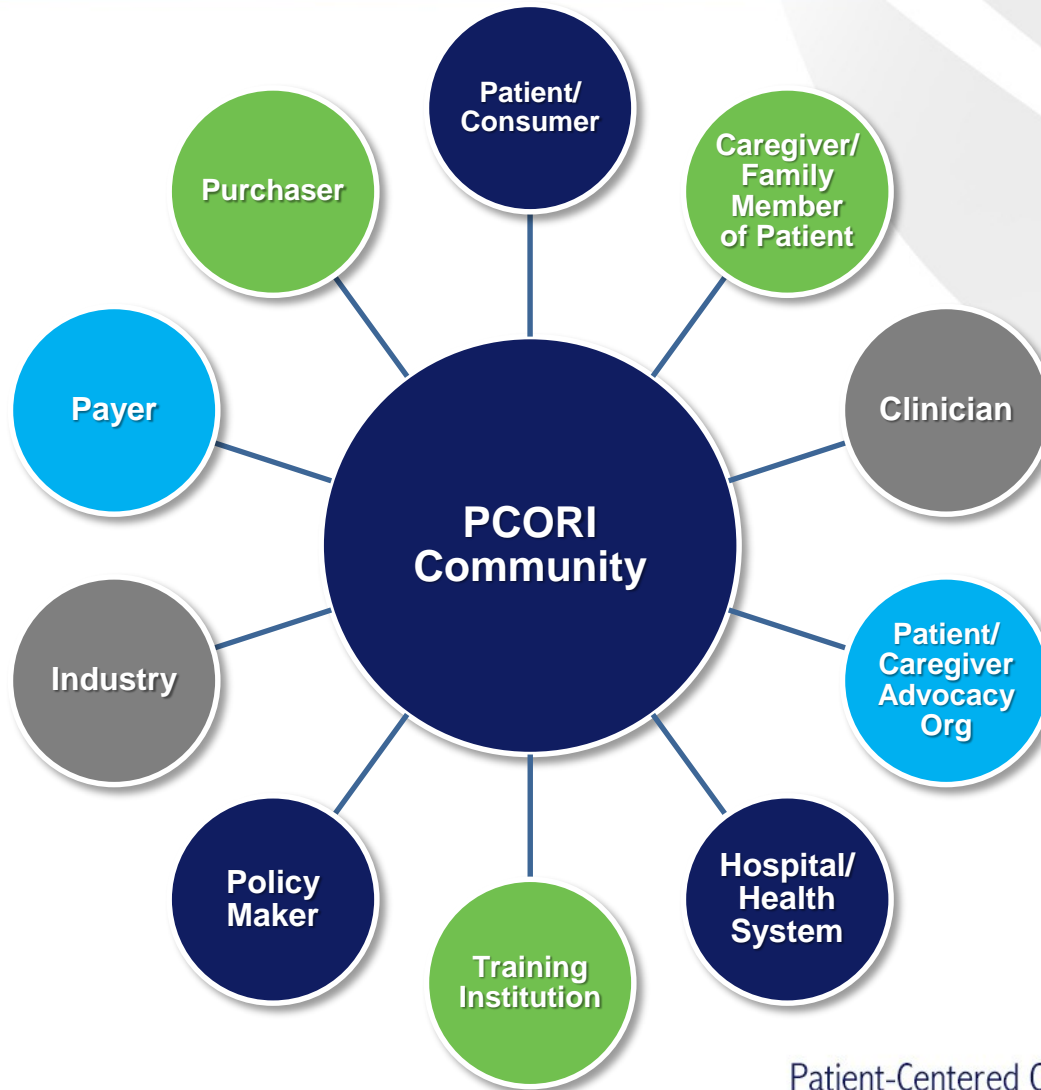 Patient/
Consumer
Caregiver/
Family
Member
of Patient
Clinician
Patient/
Caregiver
Advocacy
Org
Hospital/
Health
System
Training
Institution
Policy
Maker
Industry
Payer
Purchaser
PCORI
Community
Patient-Centered